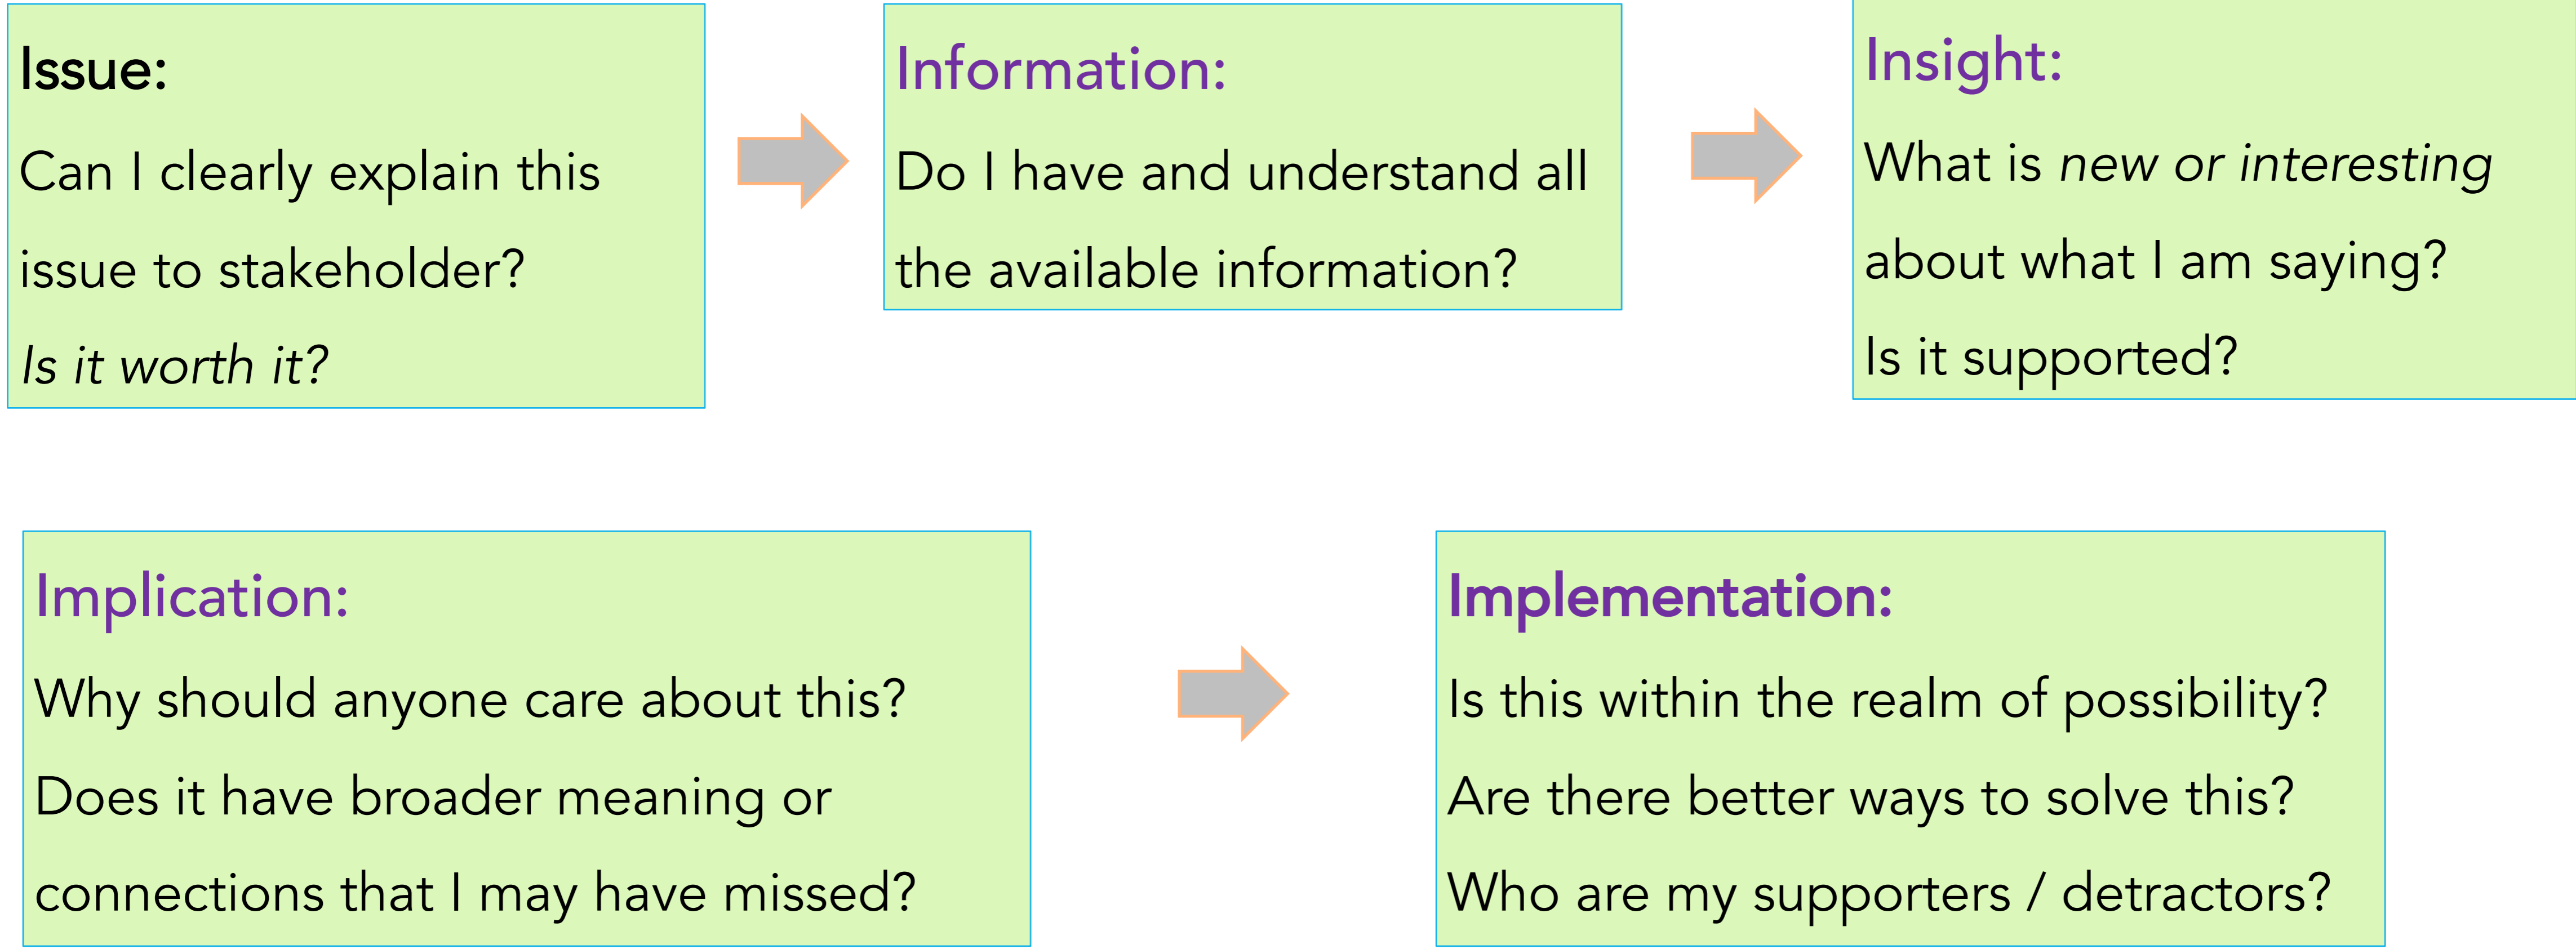 Issue:
Can I clearly explain this
issue to stakeholder?
Is it worth it?
Information:
Do I have and understand all
the available information?
Insight:
What is new or interesting
about what I am saying?
Is it supported?
Implication:
Why should anyone care about this?
Does it have broader meaning or
connections that I may have missed?
Implementation:
Is this within the realm of possibility?
Are there better ways to solve this?
Who are my supporters / detractors?